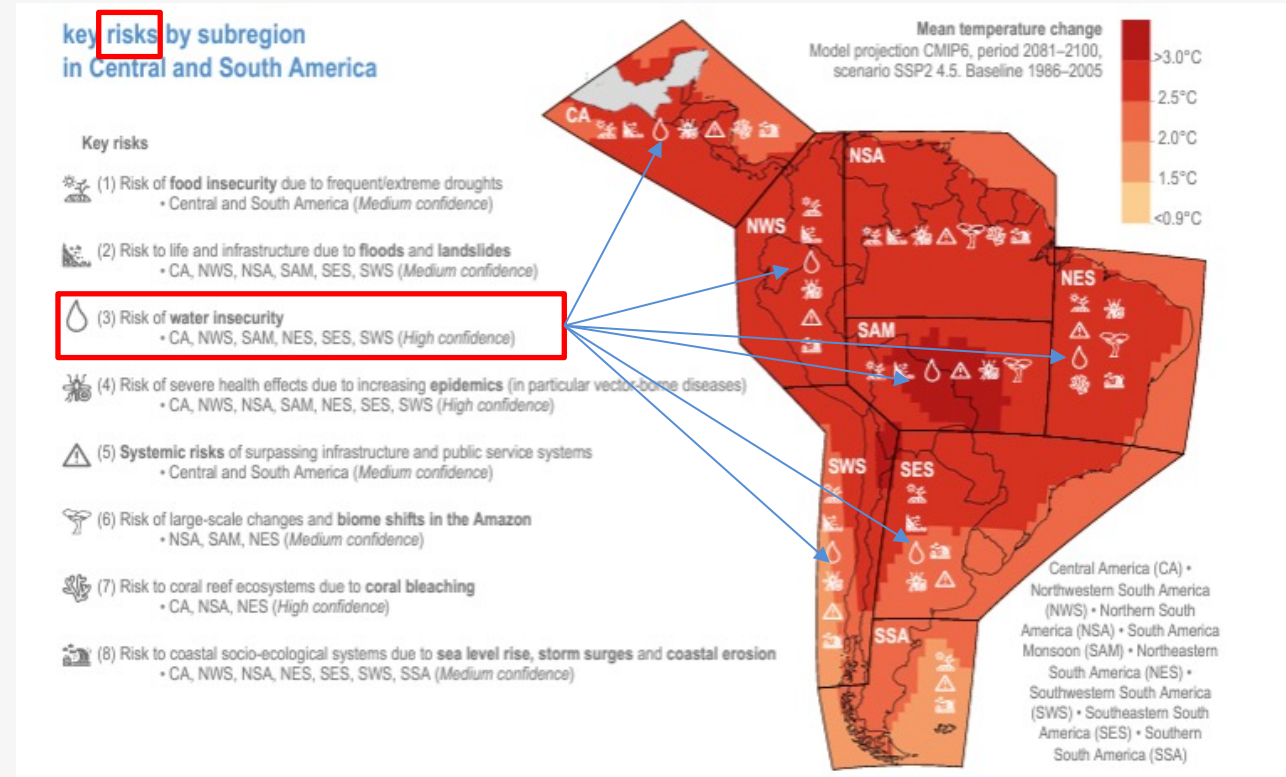 key risks by subregion
in Central and South America
Key risks
(1) Risk of food insecurity due to frequent/extreme droughts
• Central and South America (Medium confidence)
(2) Risk to life and infrastructure due to floods and landslides
• CA, NWS, NSA, SAM, SES, SWS (Medium confidence)
(3) Risk of water insecurity
• CA, NWS, SAM, NES, SES, SWS (High confidence)
(4) Risk of severe health effects due to increasing epidemics (in particular vector-borne diseases)
• CA, NWS, NSA, SAM, NES, SES, SWS (High confidence)
(5) Systemic risks of surpassing infrastructure and public service systems
• Central and South America (Medium confidence)
(6) Risk of large-scale changes and biome shifts in the Amazon
• NSA, SAM, NES (Medium confidence)
(7) Risk to coral reef ecosystems due to coral bleaching
• CA, NSA, NES (High confidence)
(8) Risk to coastal socio-ecological systems due to sea level rise, storm surges and coastal erosion
• CA, NWS, NSA, NES, SES, SWS, SSA (Medium confidence)
Mean temperature change
Model projection CMIP6, period 2081–2100,
scenario SSP2 4.5. Baseline 1986–2005
>3.0°C
2.5°C
2.0°C
1.5°C
<0.9°C
CA
NSA
NWS
NES
SAM
SWS
SES
SSA
Central America (CA) •
Northwestern South America
(NWS) • Northern South
America (NSA) • South America
Monsoon (SAM) • Northeastern
South America (NES) •
Southwestern South America
(SWS) • Southeastern South
America (SES) • Southern
South America (SSA)